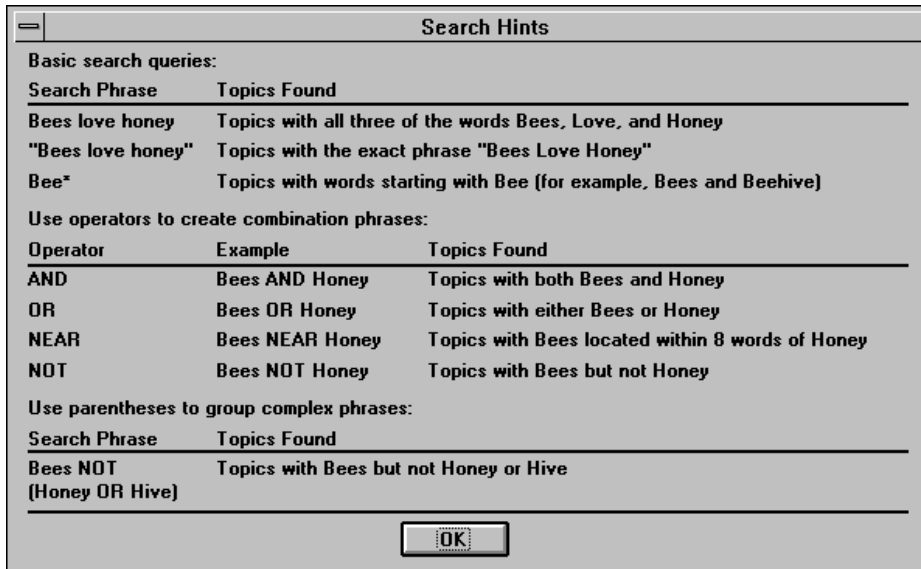 Search Hints
Basic search queries:
Search Phrase Topics Found
Bees love honey Topics with all three of the words Bees, Love, and Honey
"Bees love honey" Topics with the exact phrase "Bees Love Honey"
Bee* Topics with words starting with Bee (for example, Bees and Beehive)
Use operators to create combination phrases:
Operator Example Topics Found
AND Bees AND Honey Topics with both Bees and Honey
OR Bees OR Honey Topics with either Bees or Honey
NEAR Bees NEAR Honey Topics with Bees located within 8 words of Honey
NOT Bees NOT Honey Topics with Bees but not Honey
Use parentheses to group complex phrases:
Search Phrase Topics Found
Bees NOT Topics with Bees but not Honey or Hive
(Honey OR Hive)
OK